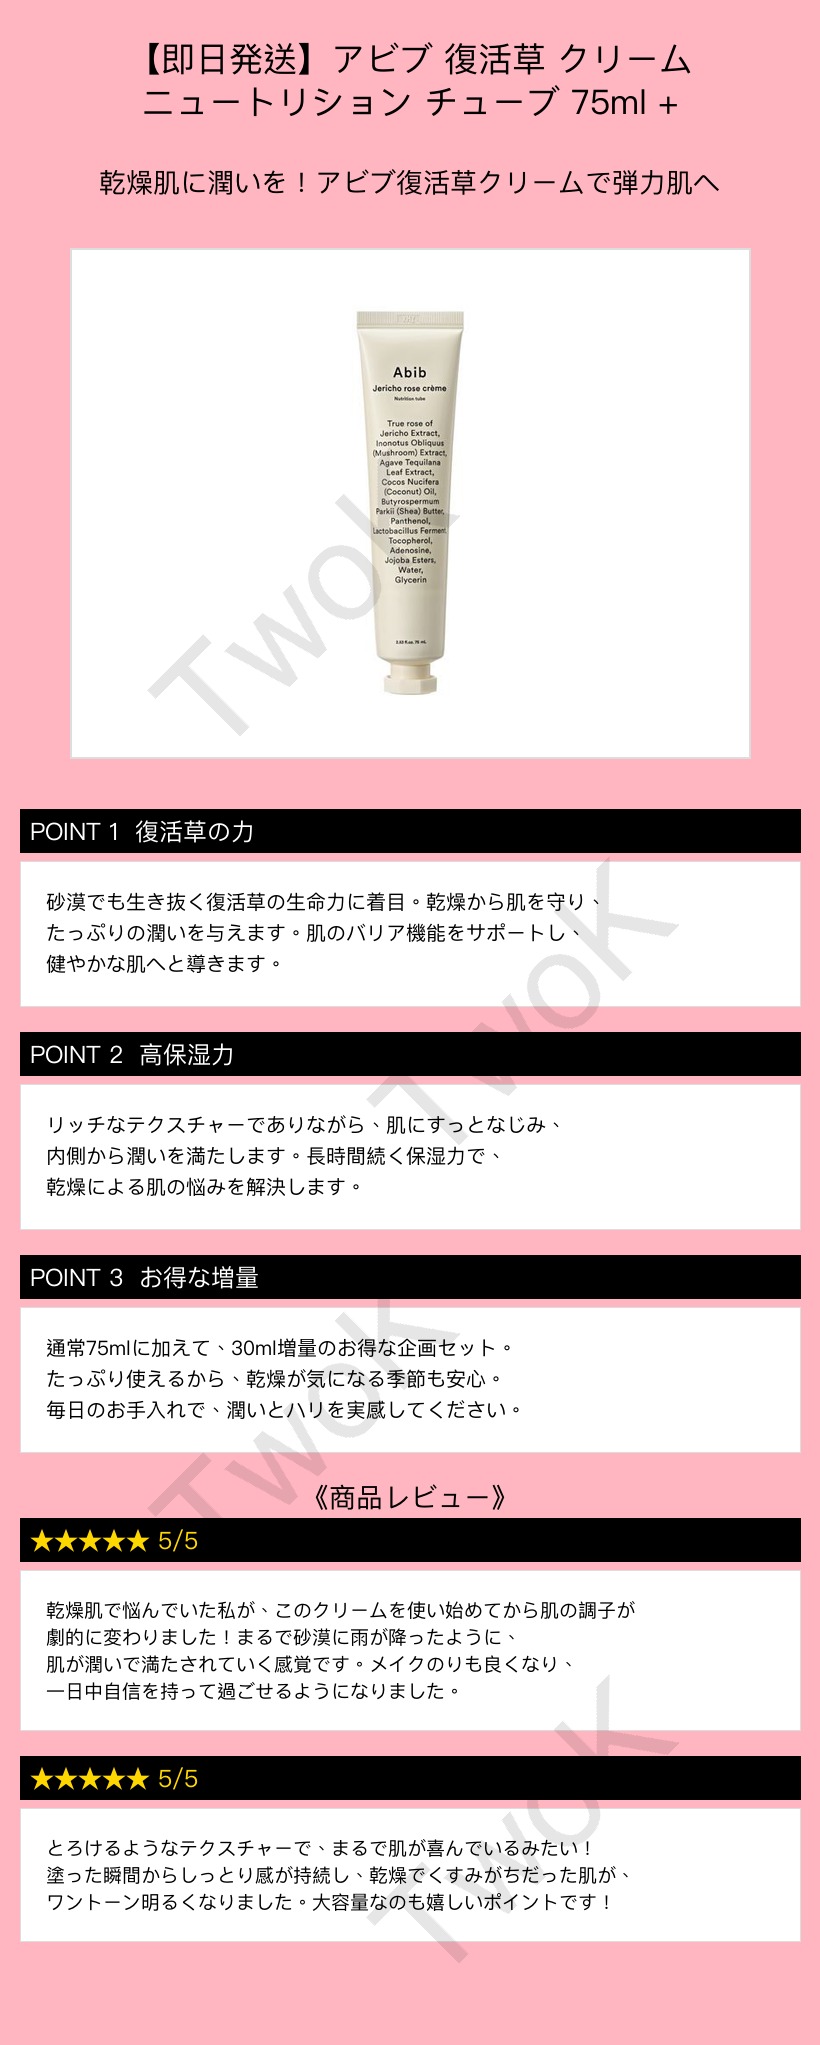 【即日発送】アビブ 復活草 クリーム
ニュートリション チューブ 75ml +
乾燥肌に潤いを！アビブ復活草クリームで弾力肌へ
Abib
Jericho rose crème
Nutrition tube
True rose of
Jericho Extract,
Inonotus Obliquus
(Mushroom) Extract,
Agave Tequilana
Leaf Extract,
Cocos Nucifera
(Coconut) Oil,
Butyrospermum
Parkii (Shea) Butter,
Panthenol,
Lactobacillus Ferment,
Tocopherol,
Adenosine,
Jojoba Esters,
Water,
Glycerin
TwoK
POINT 1 復活草の力
砂漠でも生き抜く復活草の生命力に着目。乾燥から肌を守り、
たっぷりの潤いを与えます。肌のバリア機能をサポートし、
健やかな肌へと導きます。
TwoK
POINT 2 高保湿力
リッチなテクスチャーでありながら、肌にすっとなじみ、
内側から潤いを満たします。長時間続く保湿力で、
乾燥による肌の悩みを解決します。
POINT 3 お得な増量
通常75mlに加えて、30ml増量のお得な企画セット。
たっぷり使えるから、乾燥が気になる季節も安心。
毎日のお手入れで、潤いとハリを実感してください。
TwoK
《商品レビュー》
★★★★★ 5/5
乾燥肌で悩んでいた私が、このクリームを使い始めてから肌の調子が
劇的に変わりました！まるで砂漠に雨が降ったように、
肌が潤いで満たされていく感覚です。メイクのりも良くなり、
一日中自信を持って過ごせるようになりました。
★★★★★ 5/5
とろけるようなテクスチャーで、まるで肌が喜んでいるみたい！
塗った瞬間からしっとり感が持続し、乾燥でくすみがちだった肌が、
ワントーン明るくなりました。大容量なのも嬉しいポイントです！
TwoK